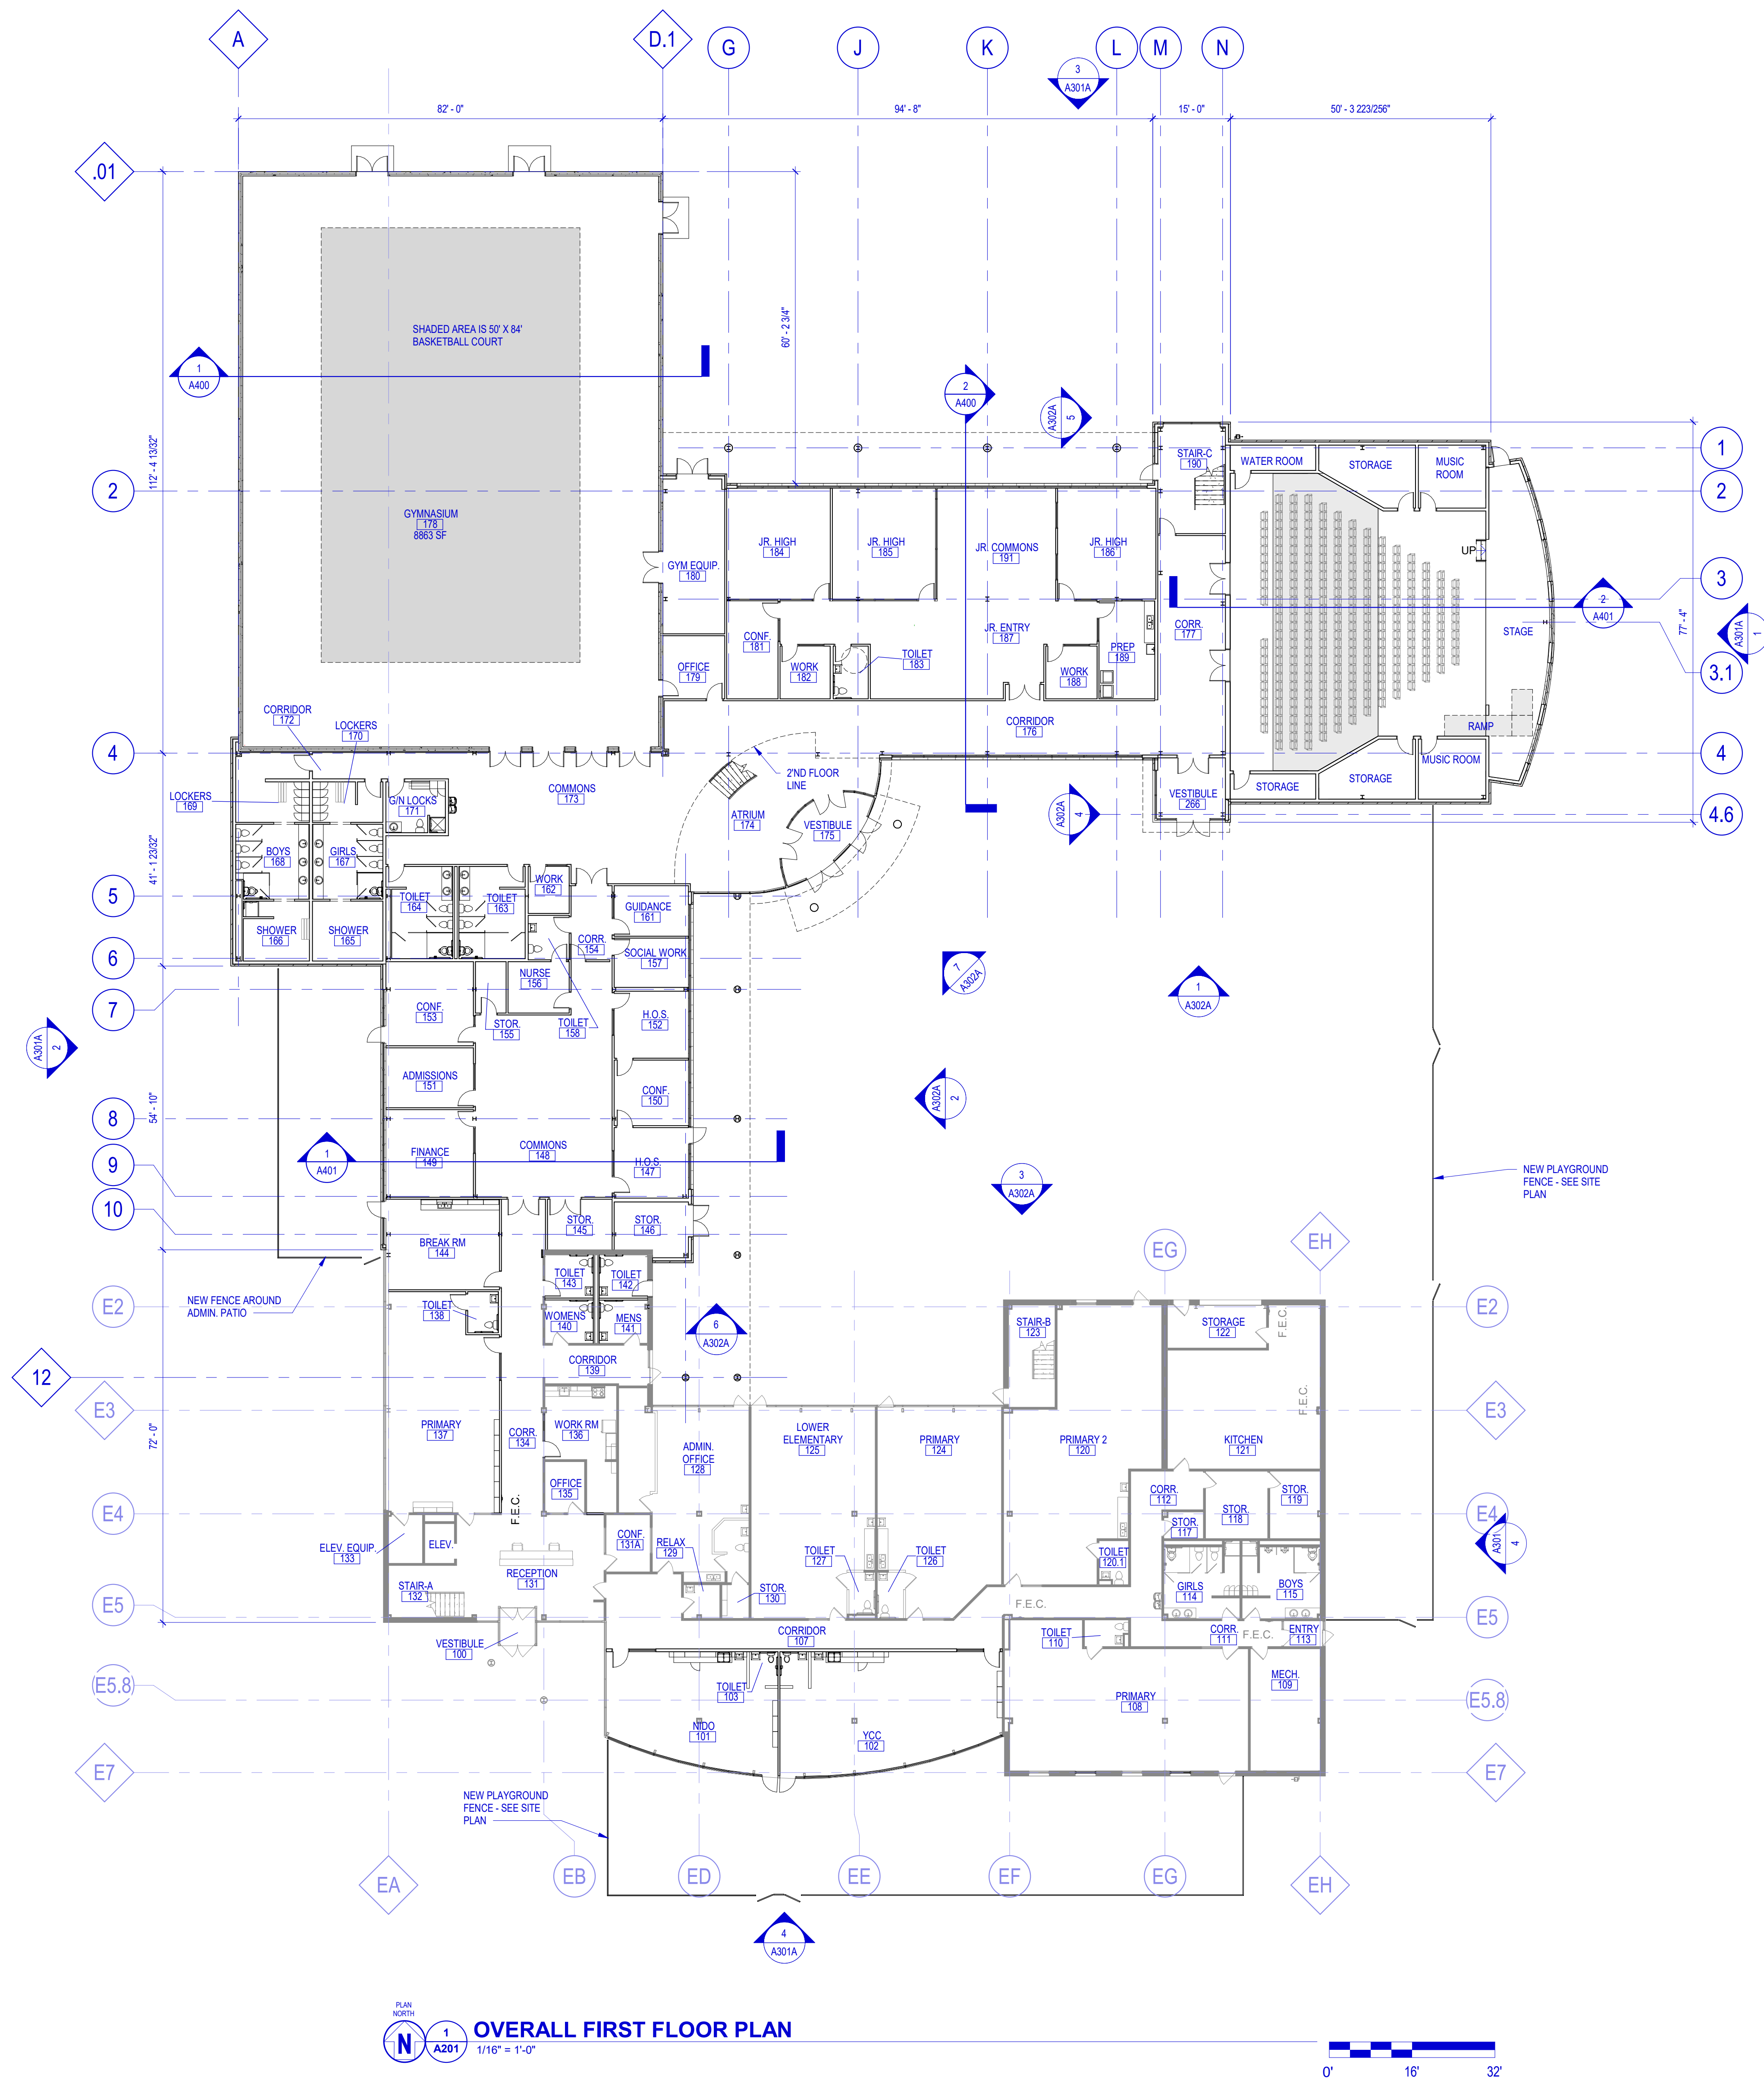 A
D.1
G
J
K
L
M
N
3
A301A
82' - 0"
94' - 8"
15' - 0"
50' - 3 223/256"
.01
60' - 2 3/4"
112' - 4 13/32"
SHADED AREA IS 50' X 84'
BASKETBALL COURT
1
A400
2
A400
A302A
5
STAIR-C
190
WATER ROOM
STORAGE
MUSIC
ROOM
1
2
2
GYMNASIUM
178
8863 SF
GYM EQUIP.
180
JR. HIGH
184
JR. HIGH
185
JR. COMMONS
191
JR. HIGH
186
UP
3
2
A401
77' - 4"
A301A
1
CONF.
181
JR. ENTRY
187
CORR.
177
STAGE
OFFICE
179
WORK
182
TOILET
183
WORK
188
PREP
189
3.1
CORRIDOR
172
LOCKERS
170
CORRIDOR
176
RAMP
4
4
MUSIC ROOM
2'ND FLOOR
LINE
STORAGE
STORAGE
LOCKERS
169
G/N LOCKS
171
COMMONS
173
ATRIUM
174
VESTIBULE
175
A302A
4
VESTIBULE
266
4.6
41' - 1 23/32"
BOYS
168
GIRLS
167
WORK
162
5
TOILET
164
TOILET
163
GUIDANCE
161
SHOWER
166
SHOWER
165
CORR.
154
SOCIAL WORK
157
6
NURSE
156
7
A302A
1
A302A
7
CONF.
153
STOR.
155
TOILET
158
H.O.S.
152
A301A
2
ADMISSIONS
151
CONF.
150
A302A
2
8
54' - 10"
FINANCE
149
COMMONS
148
H.O.S.
147
1
A401
9
3
A302A
NEW PLAYGROUND
FENCE - SEE SITE
PLAN
10
STOR.
145
STOR.
146
BREAK RM
144
EG
EH
TOILET
143
TOILET
142
NEW FENCE AROUND
ADMIN. PATIO
E2
TOILET
138
WOMENS
140
MENS
141
6
A302A
STAIR-B
123
STORAGE
122
F.E.C.
E2
12
CORRIDOR
139
E3
F.E.C.
E3
72' - 0"
PRIMARY
137
CORR.
134
WORK RM
136
ADMIN.
OFFICE
128
LOWER
ELEMENTARY
125
PRIMARY
124
PRIMARY 2
120
KITCHEN
121
OFFICE
135
CORR.
112
STOR.
119
E4
F.E.C.
STOR.
118
STOR.
117
E4
A301
4
ELEV. EQUIP.
133
ELEV.
CONF.
131A
RELAX
129
TOILET
127
TOILET
126
TOILET
120.1
RECEPTION
131
STAIR-A
132
STOR.
130
GIRLS
114
BOYS
115
E5
F.E.C.
E5
VESTIBULE
100
CORRIDOR
107
TOILET
110
CORR.
111
F.E.C.
ENTRY
113
E5.8
TOILET
103
PRIMARY
108
MECH.
109
E5.8
NIDO
101
YCC
102
E7
E7
NEW PLAYGROUND
FENCE - SEE SITE
PLAN
EA
EB
ED
EE
EF
EG
EH
4
A301A
PLAN
NORTH
N
1
A201
OVERALL FIRST FLOOR PLAN
1/16" = 1'-0"
0'
16'
32'